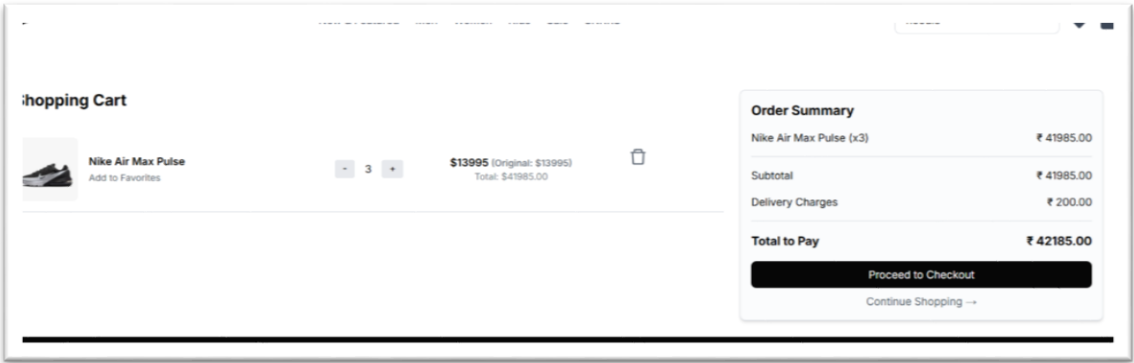 Shopping Cart
Nike Air Max Pulse
Add to Favorites
- 3 +
$13995 (Original: $13995)
Total: $41985.00
Order Summary
Nike Air Max Pulse (x3) ₹ 41985.00
Subtotal ₹ 41985.00
Delivery Charges ₹ 200.00
Total to Pay ₹ 42185.00
Proceed to Checkout
Continue Shopping →